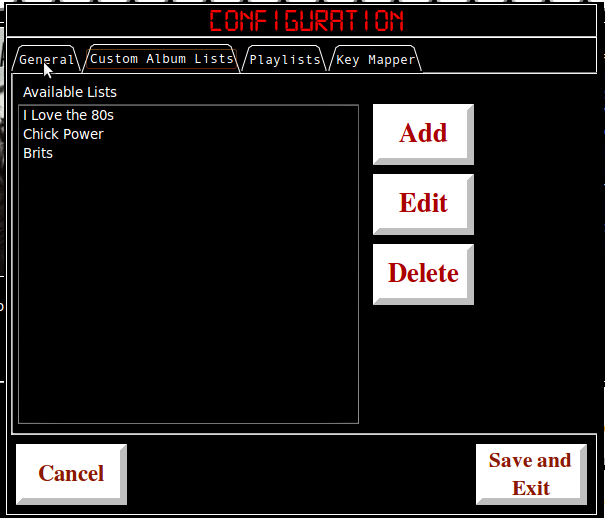 CONFIGURATION
General Custom Album Lists Playlists Key Mapper
Available Lists
I Love the 80s
Chick Power
Brits
Add
Edit
Delete
Cancel
Save and
Exit